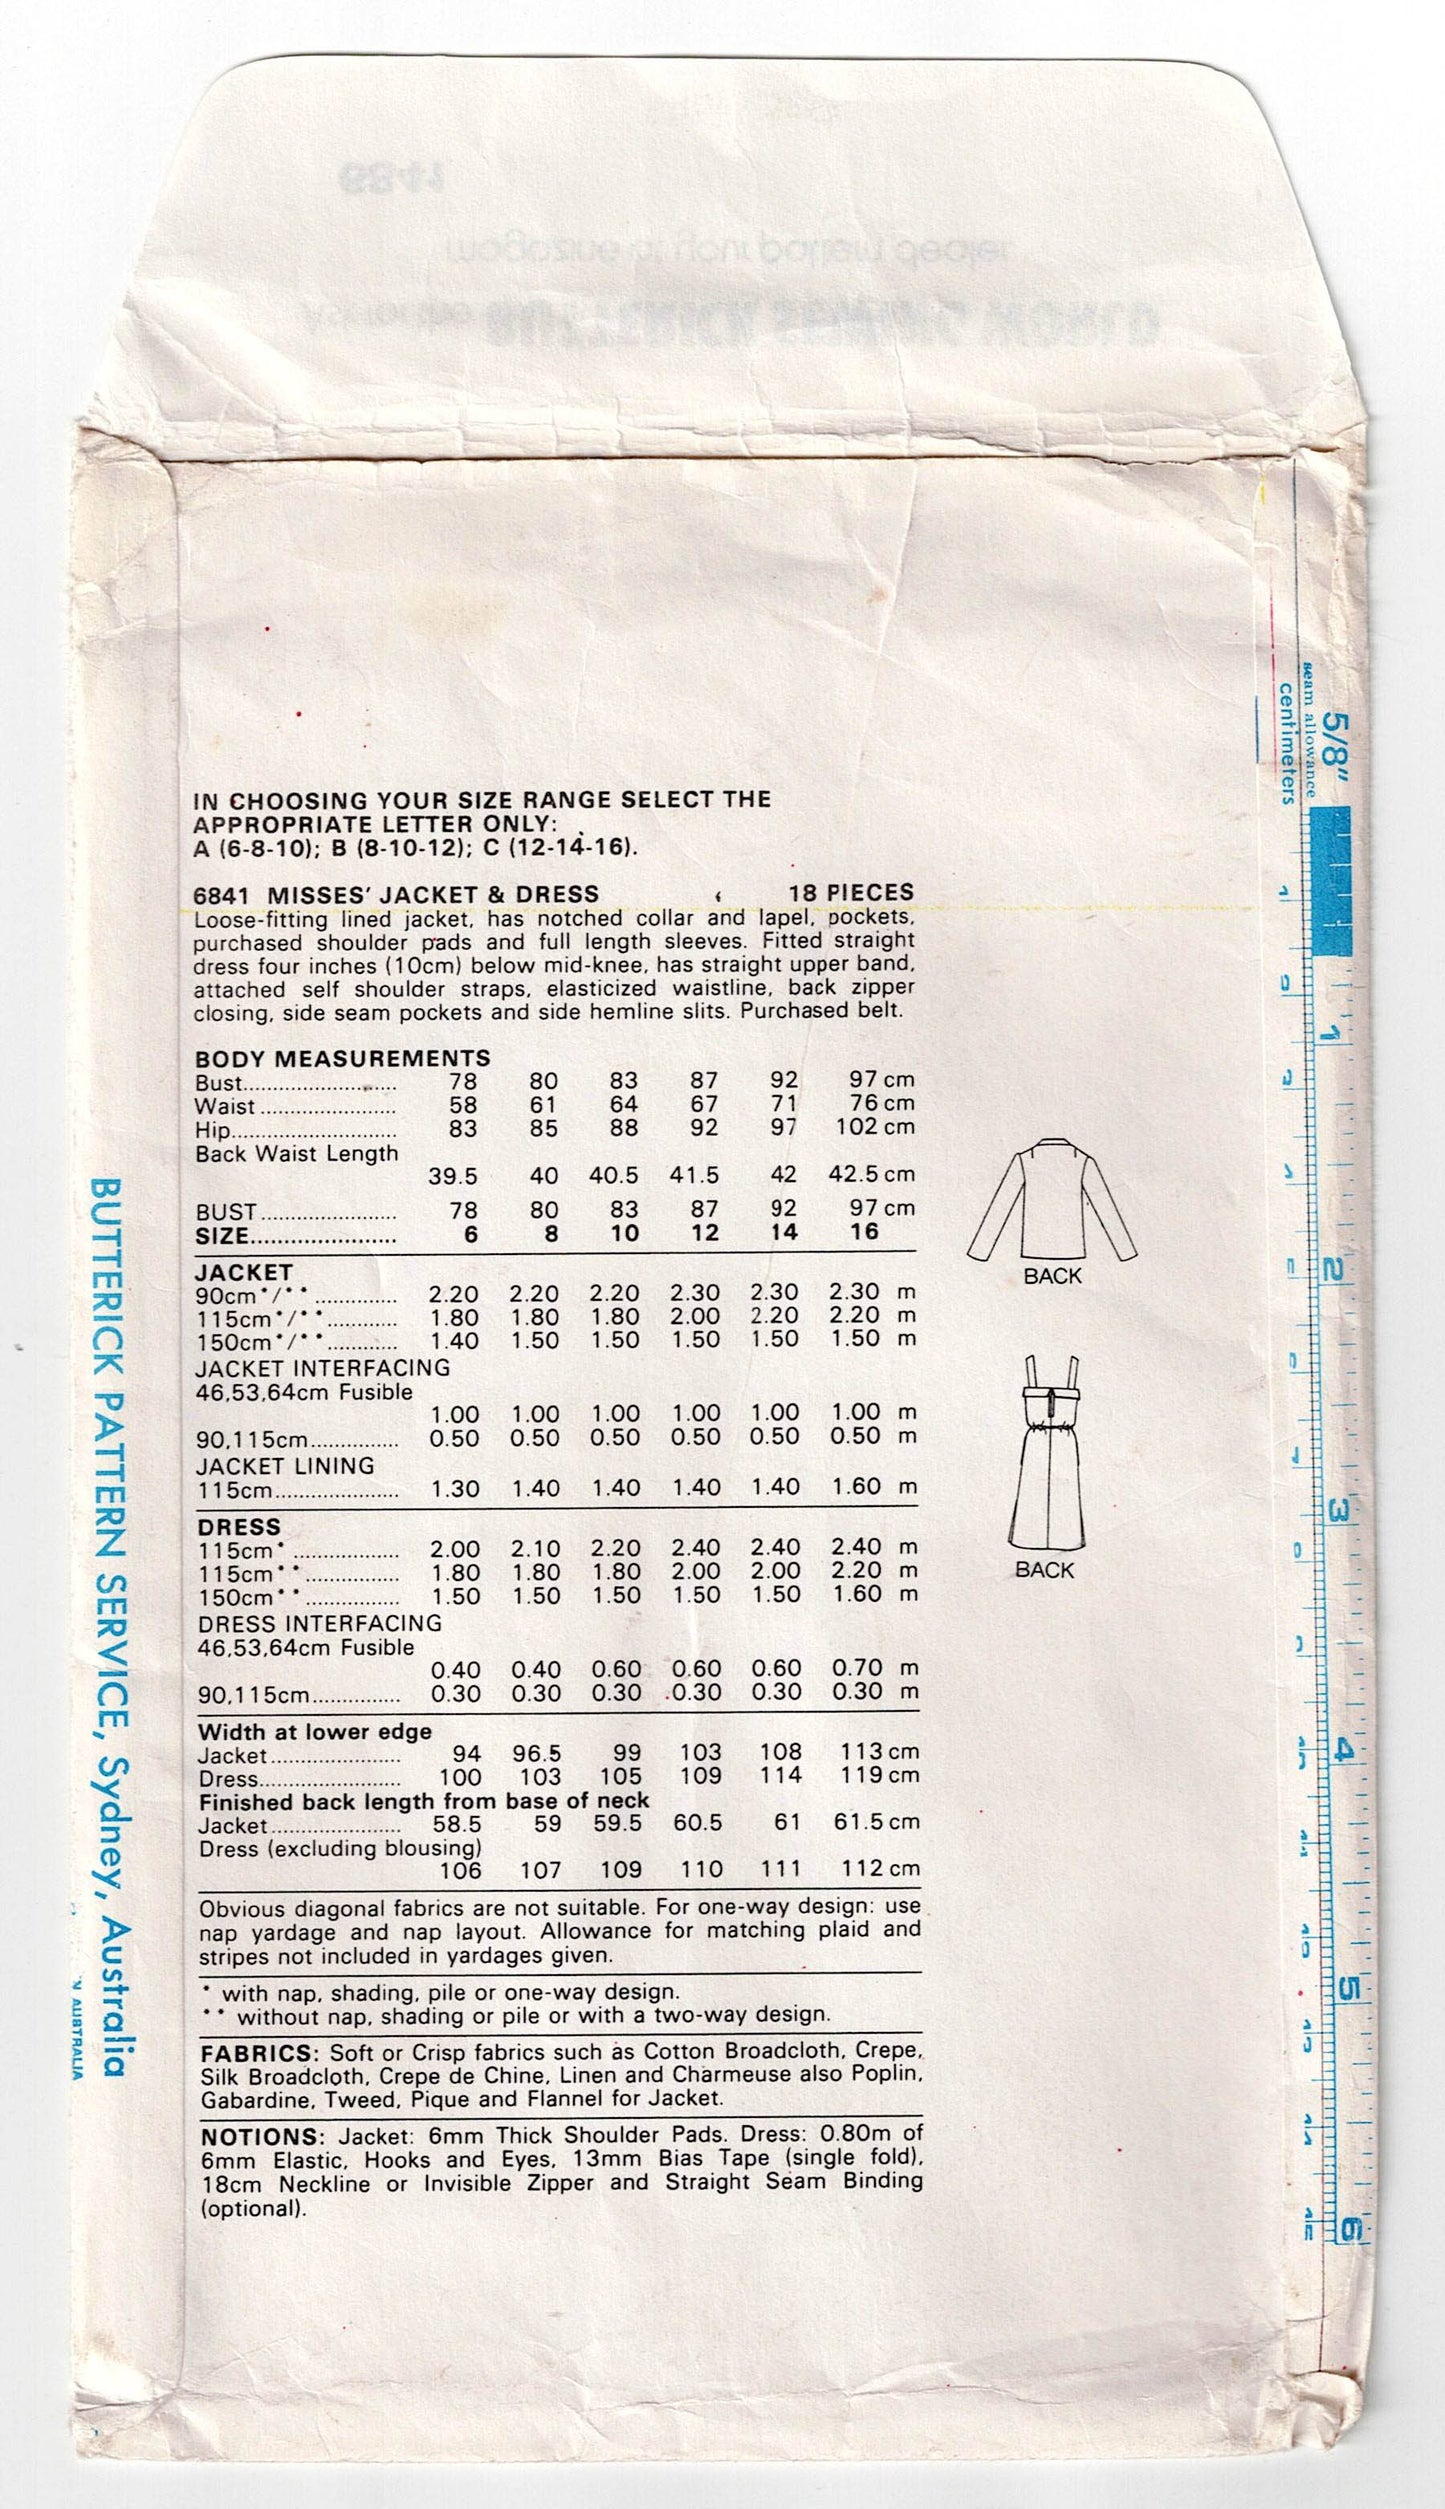 6841
magazine at your pattern dealer
BUTTERICK SEWING WORLD
IN CHOOSING YOUR SIZE RANGE SELECT THE
APPROPRIATE LETTER ONLY:
A (6-8-10); B (8-10-12); C (12-14-16).
6841 MISSES' JACKET & DRESS 18 PIECES
Loose-fitting lined jacket, has notched collar and lapel, pockets,
purchased shoulder pads and full length sleeves. Fitted straight
dress four inches (10cm) below mid-knee, has straight upper band,
attached self shoulder straps, elasticized waistline, back zipper
closing, side seam pockets and side hemline slits. Purchased belt.
BODY MEASUREMENTS
Bust........................... 78 80 83 87 92 97 cm
Waist........................ 58 61 64 67 71 76 cm
Hip............................. 83 85 88 92 97 102 cm
Back Waist Length
39.5 40 40.5 41.5 42 42.5 cm
BUST........................ 78 80 83 87 92 97 cm
SIZE....................... 6 8 10 12 14 16
JACKET
90cm*/**.............. 2.20 2.20 2.20 2.30 2.30 2.30 m
115cm*/**............ 1.80 1.80 1.80 2.00 2.20 2.20 m
150cm*/**............ 1.40 1.50 1.50 1.50 1.50 1.50 m
JACKET INTERFACING
46,53,64cm Fusible
1.00 1.00 1.00 1.00 1.00 1.00 m
90,115cm............... 0.50 0.50 0.50 0.50 0.50 0.50 m
JACKET LINING
115cm..................... 1.30 1.40 1.40 1.40 1.40 1.60 m
DRESS
115cm*................... 2.00 2.10 2.20 2.40 2.40 2.40 m
115cm**................ 1.80 1.80 1.80 2.00 2.00 2.20 m
150cm**................ 1.50 1.50 1.50 1.50 1.50 1.60 m
DRESS INTERFACING
46,53,64cm Fusible
0.40 0.40 0.60 0.60 0.60 0.70 m
90,115cm............... 0.30 0.30 0.30 0.30 0.30 0.30 m
Width at lower edge
Jacket...................... 94 96.5 99 103 108 113 cm
Dress........................ 100 103 105 109 114 119 cm
Finished back length from base of neck
Jacket...................... 58.5 59 59.5 60.5 61 61.5 cm
Dress (excluding blousing)
106 107 109 110 111 112 cm
Obvious diagonal fabrics are not suitable. For one-way design: use
nap yardage and nap layout. Allowance for matching plaid and
stripes not included in yardages given.
* with nap, shading, pile or one-way design.
** without nap, shading or pile or with a two-way design.
FABRICS: Soft or Crisp fabrics such as Cotton Broadcloth, Crepe,
Silk Broadcloth, Crepe de Chine, Linen and Charmeuse also Poplin,
Gabardine, Tweed, Pique and Flannel for Jacket.
NOTIONS: Jacket: 6mm Thick Shoulder Pads. Dress: 0.80m of
6mm Elastic, Hooks and Eyes, 13mm Bias Tape (single fold),
18cm Neckline or Invisible Zipper and Straight Seam Binding
(optional).
BACK
BACK
BUTTERICK PATTERN SERVICE, Sydney, Australia
N AUSTRALIA
5/8"
seam allowance
centimeters
1
2
3
4
5
6